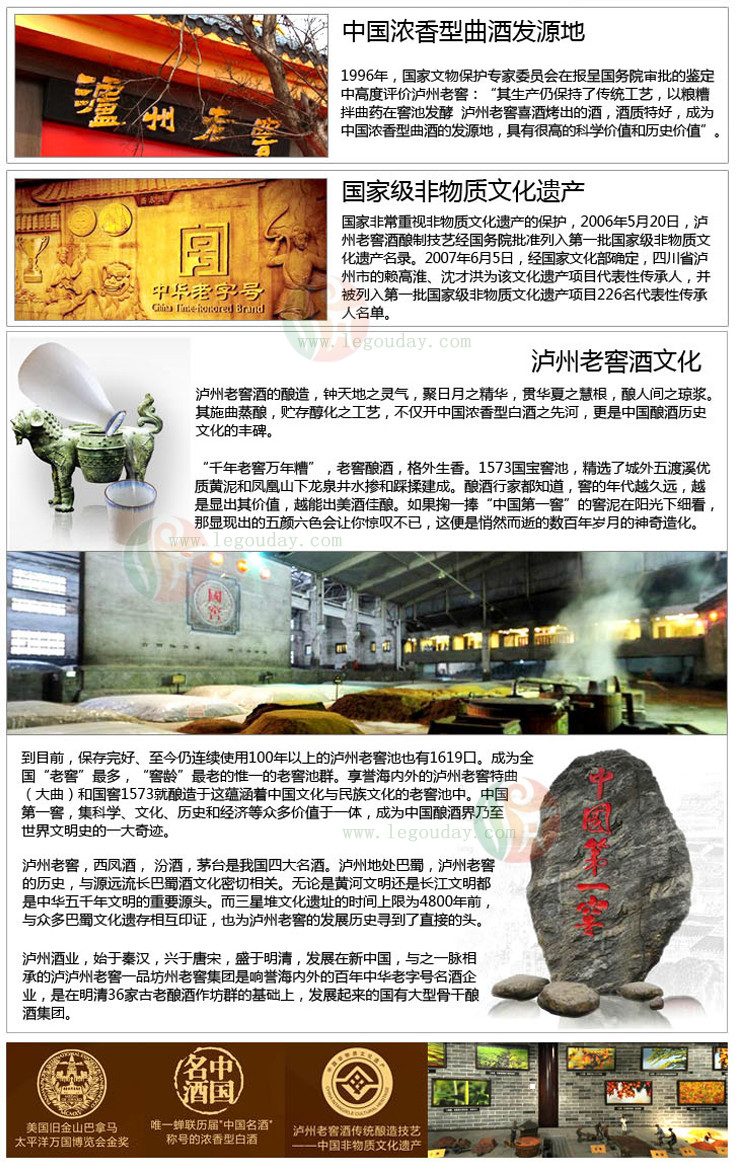 泸州老窖
中国浓香型曲酒发源地
1996年，国家文物保护专家委员会在报呈国务院审批的鉴定
中高度评价泸州老窖：“其生产仍保持了传统工艺，以粮糟
拌曲药在窖池发酵 泸州老窖喜酒烤出的酒，酒质特好，成为
中国浓香型曲酒的发源地，具有很高的科学价值和历史价值”。
中华老字号
China Time-honored Brand
国家级非物质文化遗产
国家非常重视非物质文化遗产的保护，2006年5月20日，泸
州老窖酒酿制技艺经国务院批准列入第一批国家级非物质文
化遗产名录。2007年6月5日，经国家文化部确定，四川省泸
州市的赖高淮、沈才洪为该文化遗产项目代表性传承人，并
被列入第一批国家级非物质文化遗产项目226名代表性传承
人名单。
www.legouday.com
泸州老窖酒文化
泸州老窖酒的酿造，钟天地之灵气，聚日月之精华，贯华夏之慧根，酿人间之琼浆。
其施曲蒸酿，贮存醇化之工艺，不仅开中国浓香型白酒之先河，更是中国酿酒历史
文化的丰碑。
“千年老窖万年糟”，老窖酿酒，格外生香。1573国宝窖池，精选了城外五渡溪优
质黄泥和凤凰山下龙泉井水掺和踩揉建成。酿酒行家都知道，窖的年代越久远，越
是显出其价值，越能出美酒佳酿。如果掬一捧“中国第一窖”的窖泥在阳光下细看，
那显现出的五颜六色会让你惊叹不已，这便是悄然而逝的数百年岁月的神奇造化。
www.legouday.com
國窖
到目前，保存完好、至今仍连续使用100年以上的泸州老窖池也有1619口。成为全
国“老窖”最多，“窖龄”最老的惟一的老窖池群。享誉海内外的泸州老窖特曲
（大曲）和国窖1573就酿造于这蕴涵着中国文化与民族文化的老窖池中。中国
第一窖，集科学、文化、历史和经济等众多价值于一体，成为中国酿酒界乃至
世界文明史的一大奇迹。
www.legouday.com
泸州老窖，西凤酒， 汾酒，茅台是我国四大名酒。泸州地处巴蜀，泸州老窖
的历史，与源远流长巴蜀酒文化密切相关。无论是黄河文明还是长江文明都
是中华五千年文明的重要源头。而三星堆文化遗址的时间上限为4800年前，
与众多巴蜀文化遗存相互印证，也为泸州老窖的发展历史寻到了直接的头。
泸州酒业，始于秦汉，兴于唐宋，盛于明清，发展在新中国，与之一脉相
承的泸泸州老窖一品坊州老窖集团是响誉海内外的百年中华老字号名酒企
业，是在明清36家古老酿酒作坊群的基础上，发展起来的国有大型骨干酿
酒集团。
中国第一窖
美国旧金山巴拿马
太平洋万国博览会金奖
中国名酒
唯一蝉联历届“中国名酒”
称号的浓香型白酒
泸州老窖酒传统酿造技艺
——中国非物质文化遗产